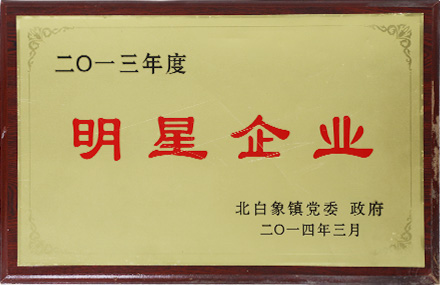 二〇一三年度
明星企业
北白象镇党委 政府
二〇一四年三月